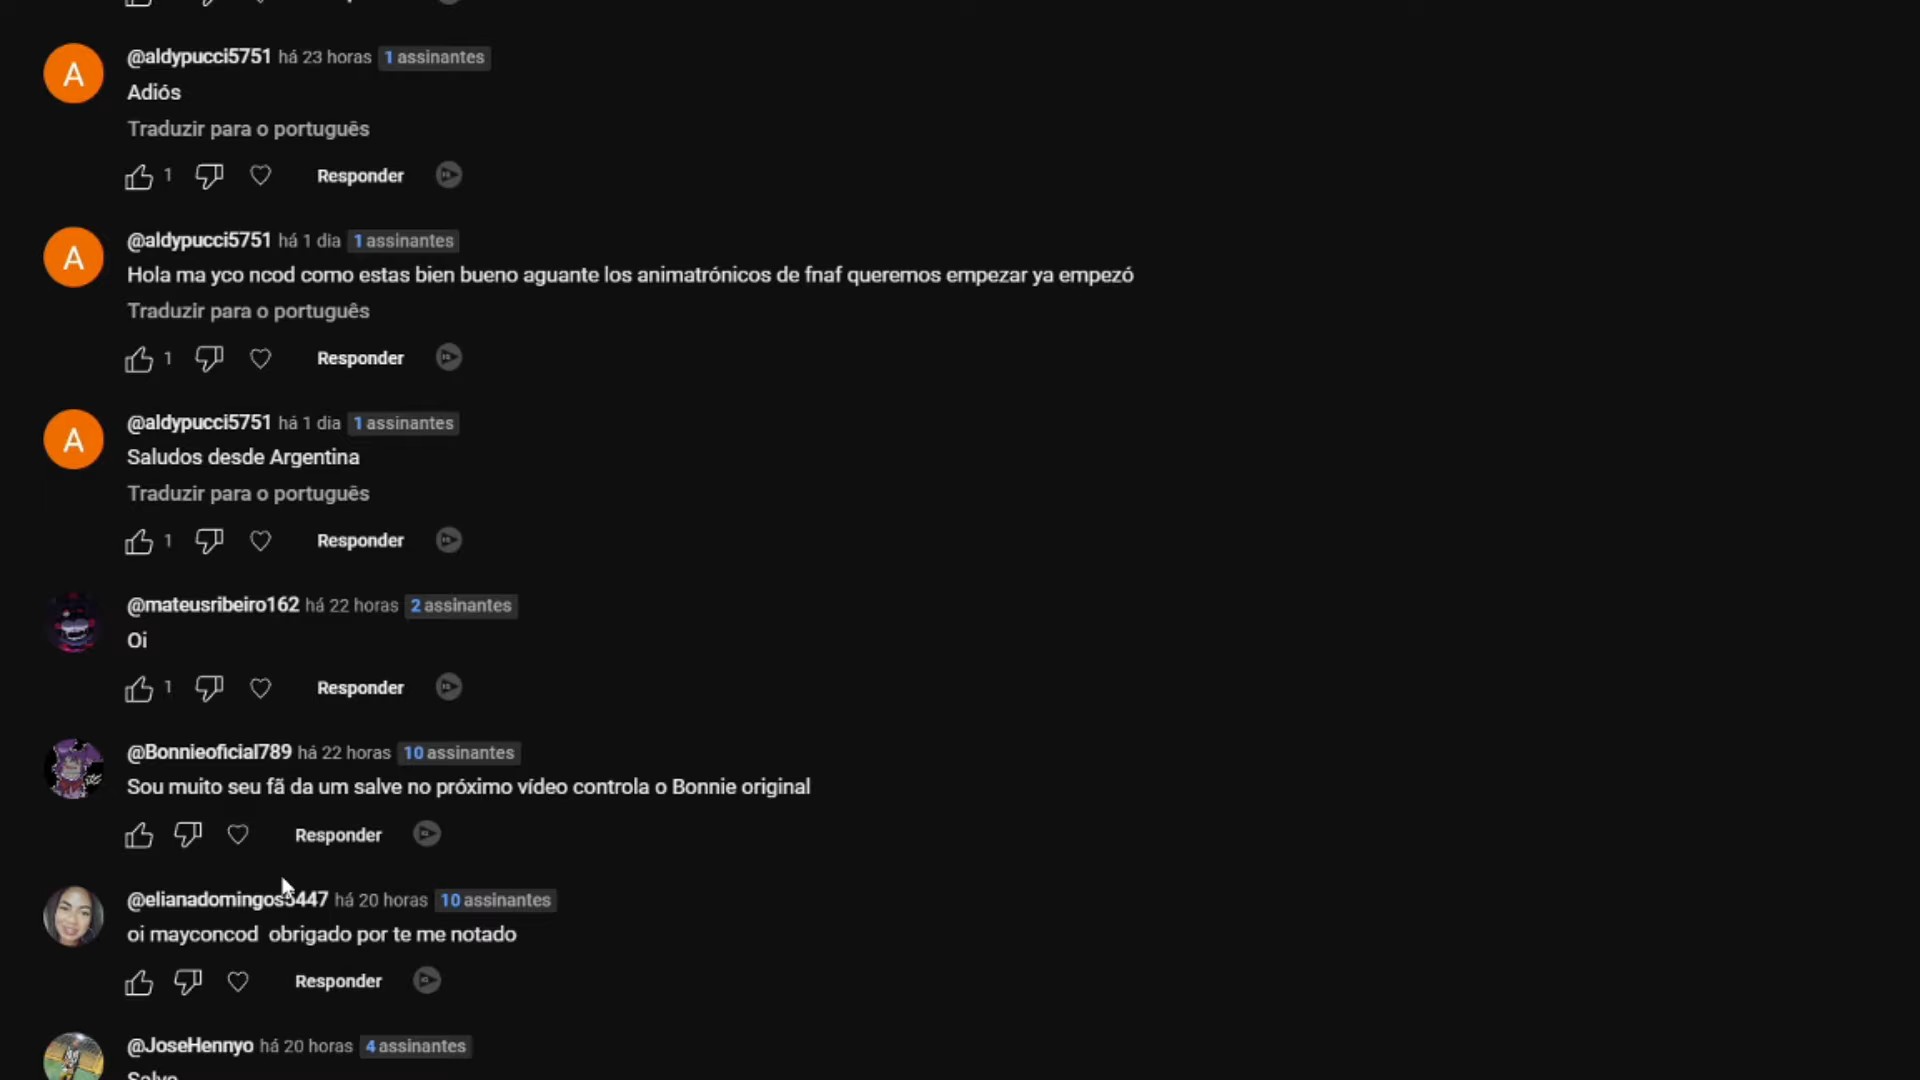 @aldypucci5751 há 23 horas 1 assinantes
A
Adiós
Traduzir para o português
1 Responder
@aldypucci5751 há 1 dia 1 assinantes
A
Hola ma yco ncod como estas bien bueno aguante los animatrónicos de fnaf queremos empezar ya empezó
Traduzir para o português
1 Responder
@aldypucci5751 há 1 dia 1 assinantes
A
Saludos desde Argentina
Traduzir para o português
1 Responder
@mateusribeiro162 há 22 horas 2 assinantes
Oi
1 Responder
@Bonnieoficial789 há 22 horas 10 assinantes
Sou muito seu fã da um salve no próximo vídeo controla o Bonnie original
Responder
@elianadomingos5447 há 20 horas 10 assinantes
oi mayconcod obrigado por te me notado
Responder
@JoseHennyo há 20 horas 4 assinantes
Salve